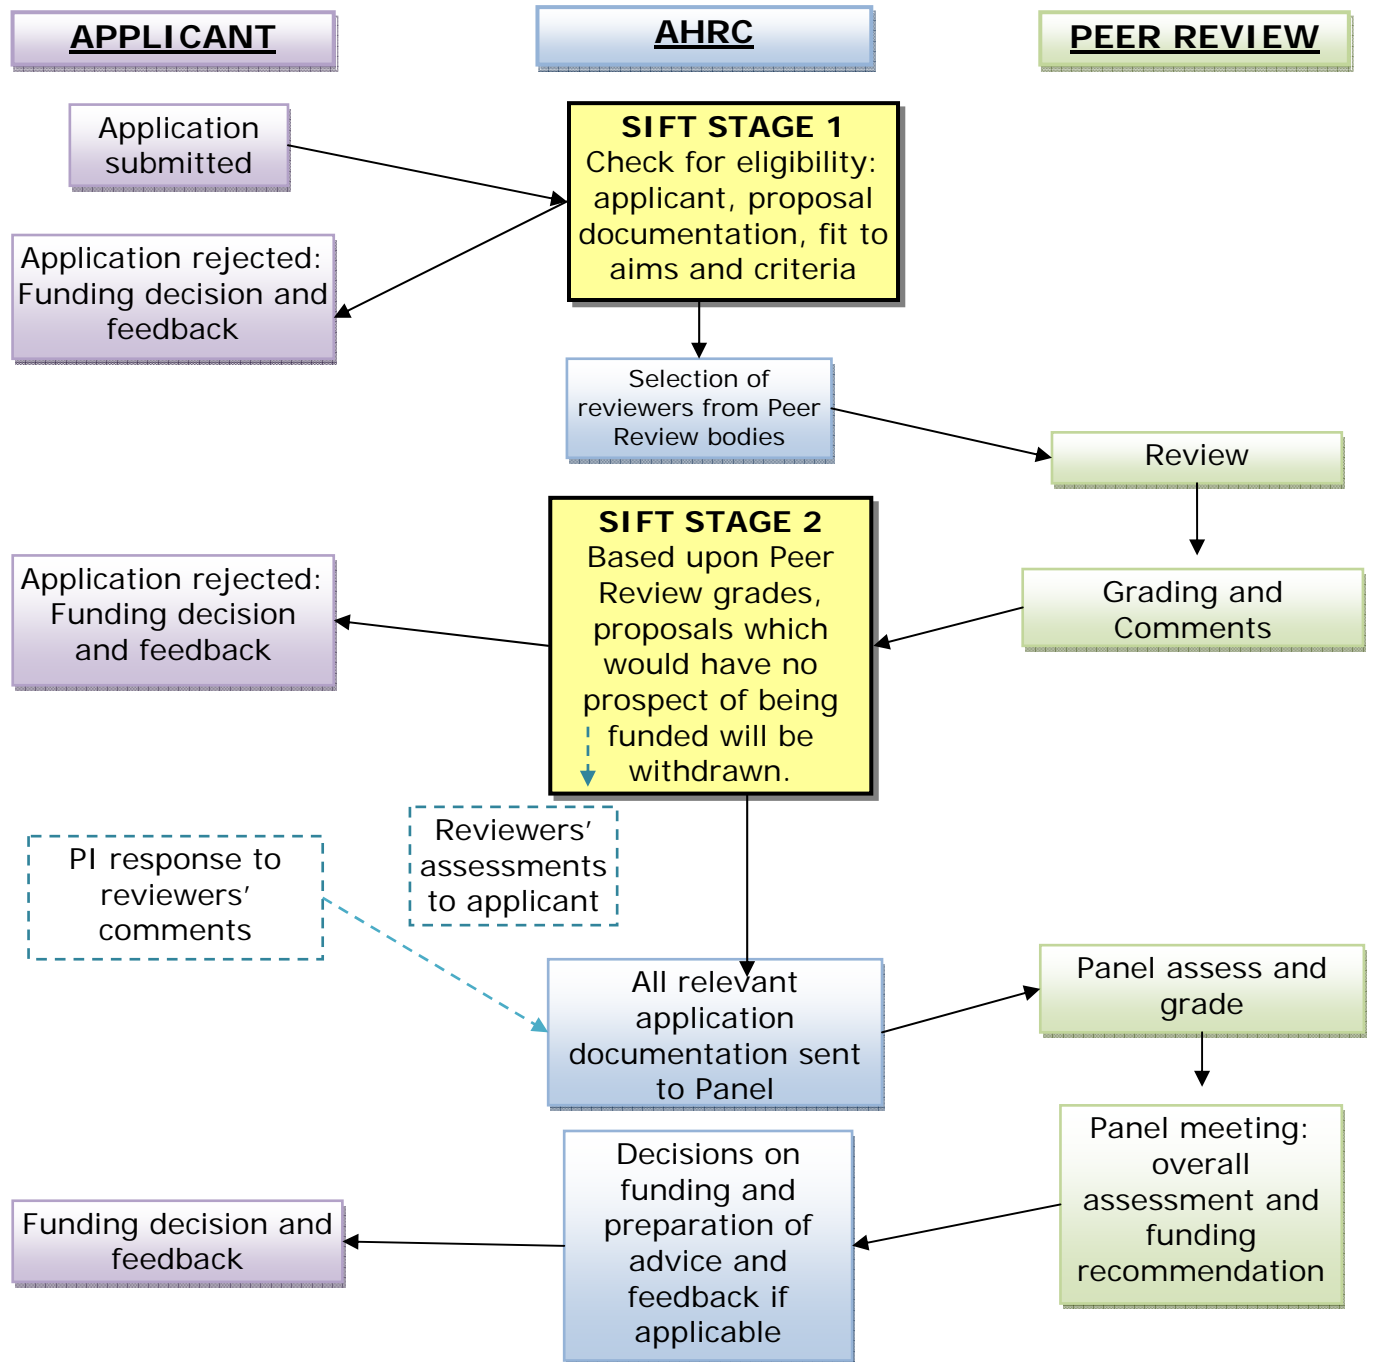 APPLICANT
AHRC
PEER REVIEW
Application
submitted
SIFT STAGE 1
Check for eligibility:
applicant, proposal
documentation, fit to
aims and criteria
Application rejected:
Funding decision and
feedback
Selection of
reviewers from Peer
Review bodies
Review
SIFT STAGE 2
Based upon Peer
Review grades,
proposals which
would have no
prospect of being
funded will be
withdrawn.
Application rejected:
Funding decision
and feedback
Grading and
Comments
Reviewers’
assessments
to applicant
PI response to
reviewers’
comments
All relevant
application
documentation sent
to Panel
Panel assess and
grade
Panel meeting:
overall
assessment and
funding
recommendation
Decisions on
funding and
preparation of
advice and
feedback if
applicable
Funding decision and
feedback